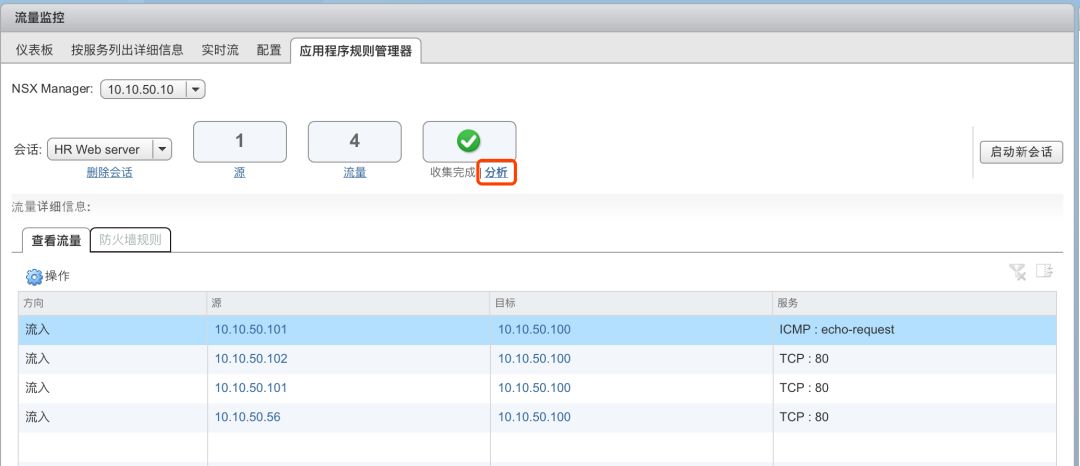 流量监控
仪表板 按服务列出详细信息 实时流 配置 应用程序规则管理器
NSX Manager: 10.10.50.10
会话: HR Web server 1 4 启动新会话
删除会话 源 流量 收集完成 | 分析
流量详细信息:
查看流量 防火墙规则
操作
方向 源 目标 服务
流入 10.10.50.101 10.10.50.100 ICMP : echo-request
流入 10.10.50.102 10.10.50.100 TCP : 80
流入 10.10.50.101 10.10.50.100 TCP : 80
流入 10.10.50.56 10.10.50.100 TCP : 80